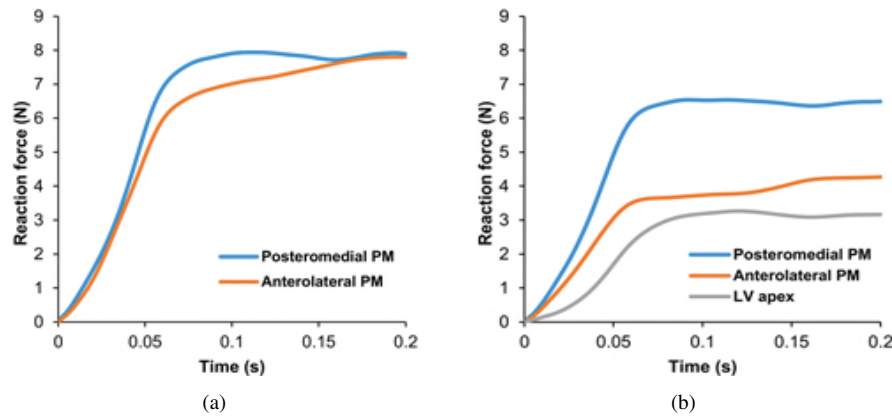 9
8
7
6
5
4
3
2
1
0
Reaction force (N)
Posteromedial PM
Anterolateral PM
0 0.05 0.1 0.15 0.2
Time (s)
(a)
9
8
7
6
5
4
3
2
1
0
Reaction force (N)
Posteromedial PM
Anterolateral PM
LV apex
0 0.05 0.1 0.15 0.2
Time (s)
(b)